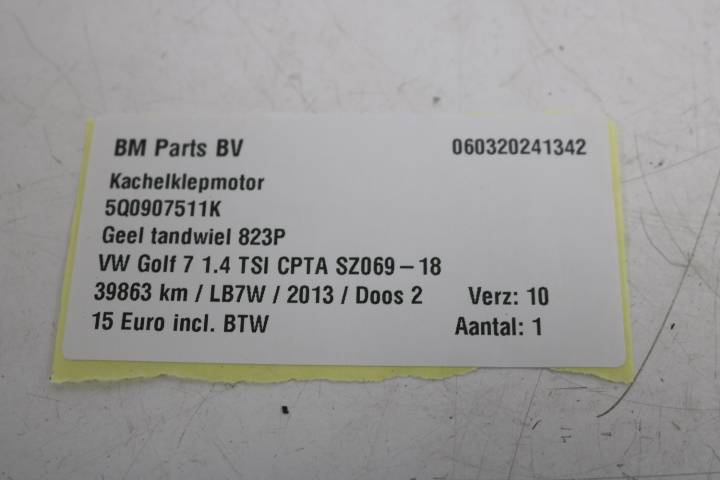 BM Parts BV 060320241342
Kachelklepmotor
5Q0907511K
Geel tandwiel 823P
VW Golf 7 1.4 TSI CPTA SZ069-18
39863 km / LB7W / 2013 / Doos 2 Verz: 10
15 Euro incl. BTW Aantal: 1